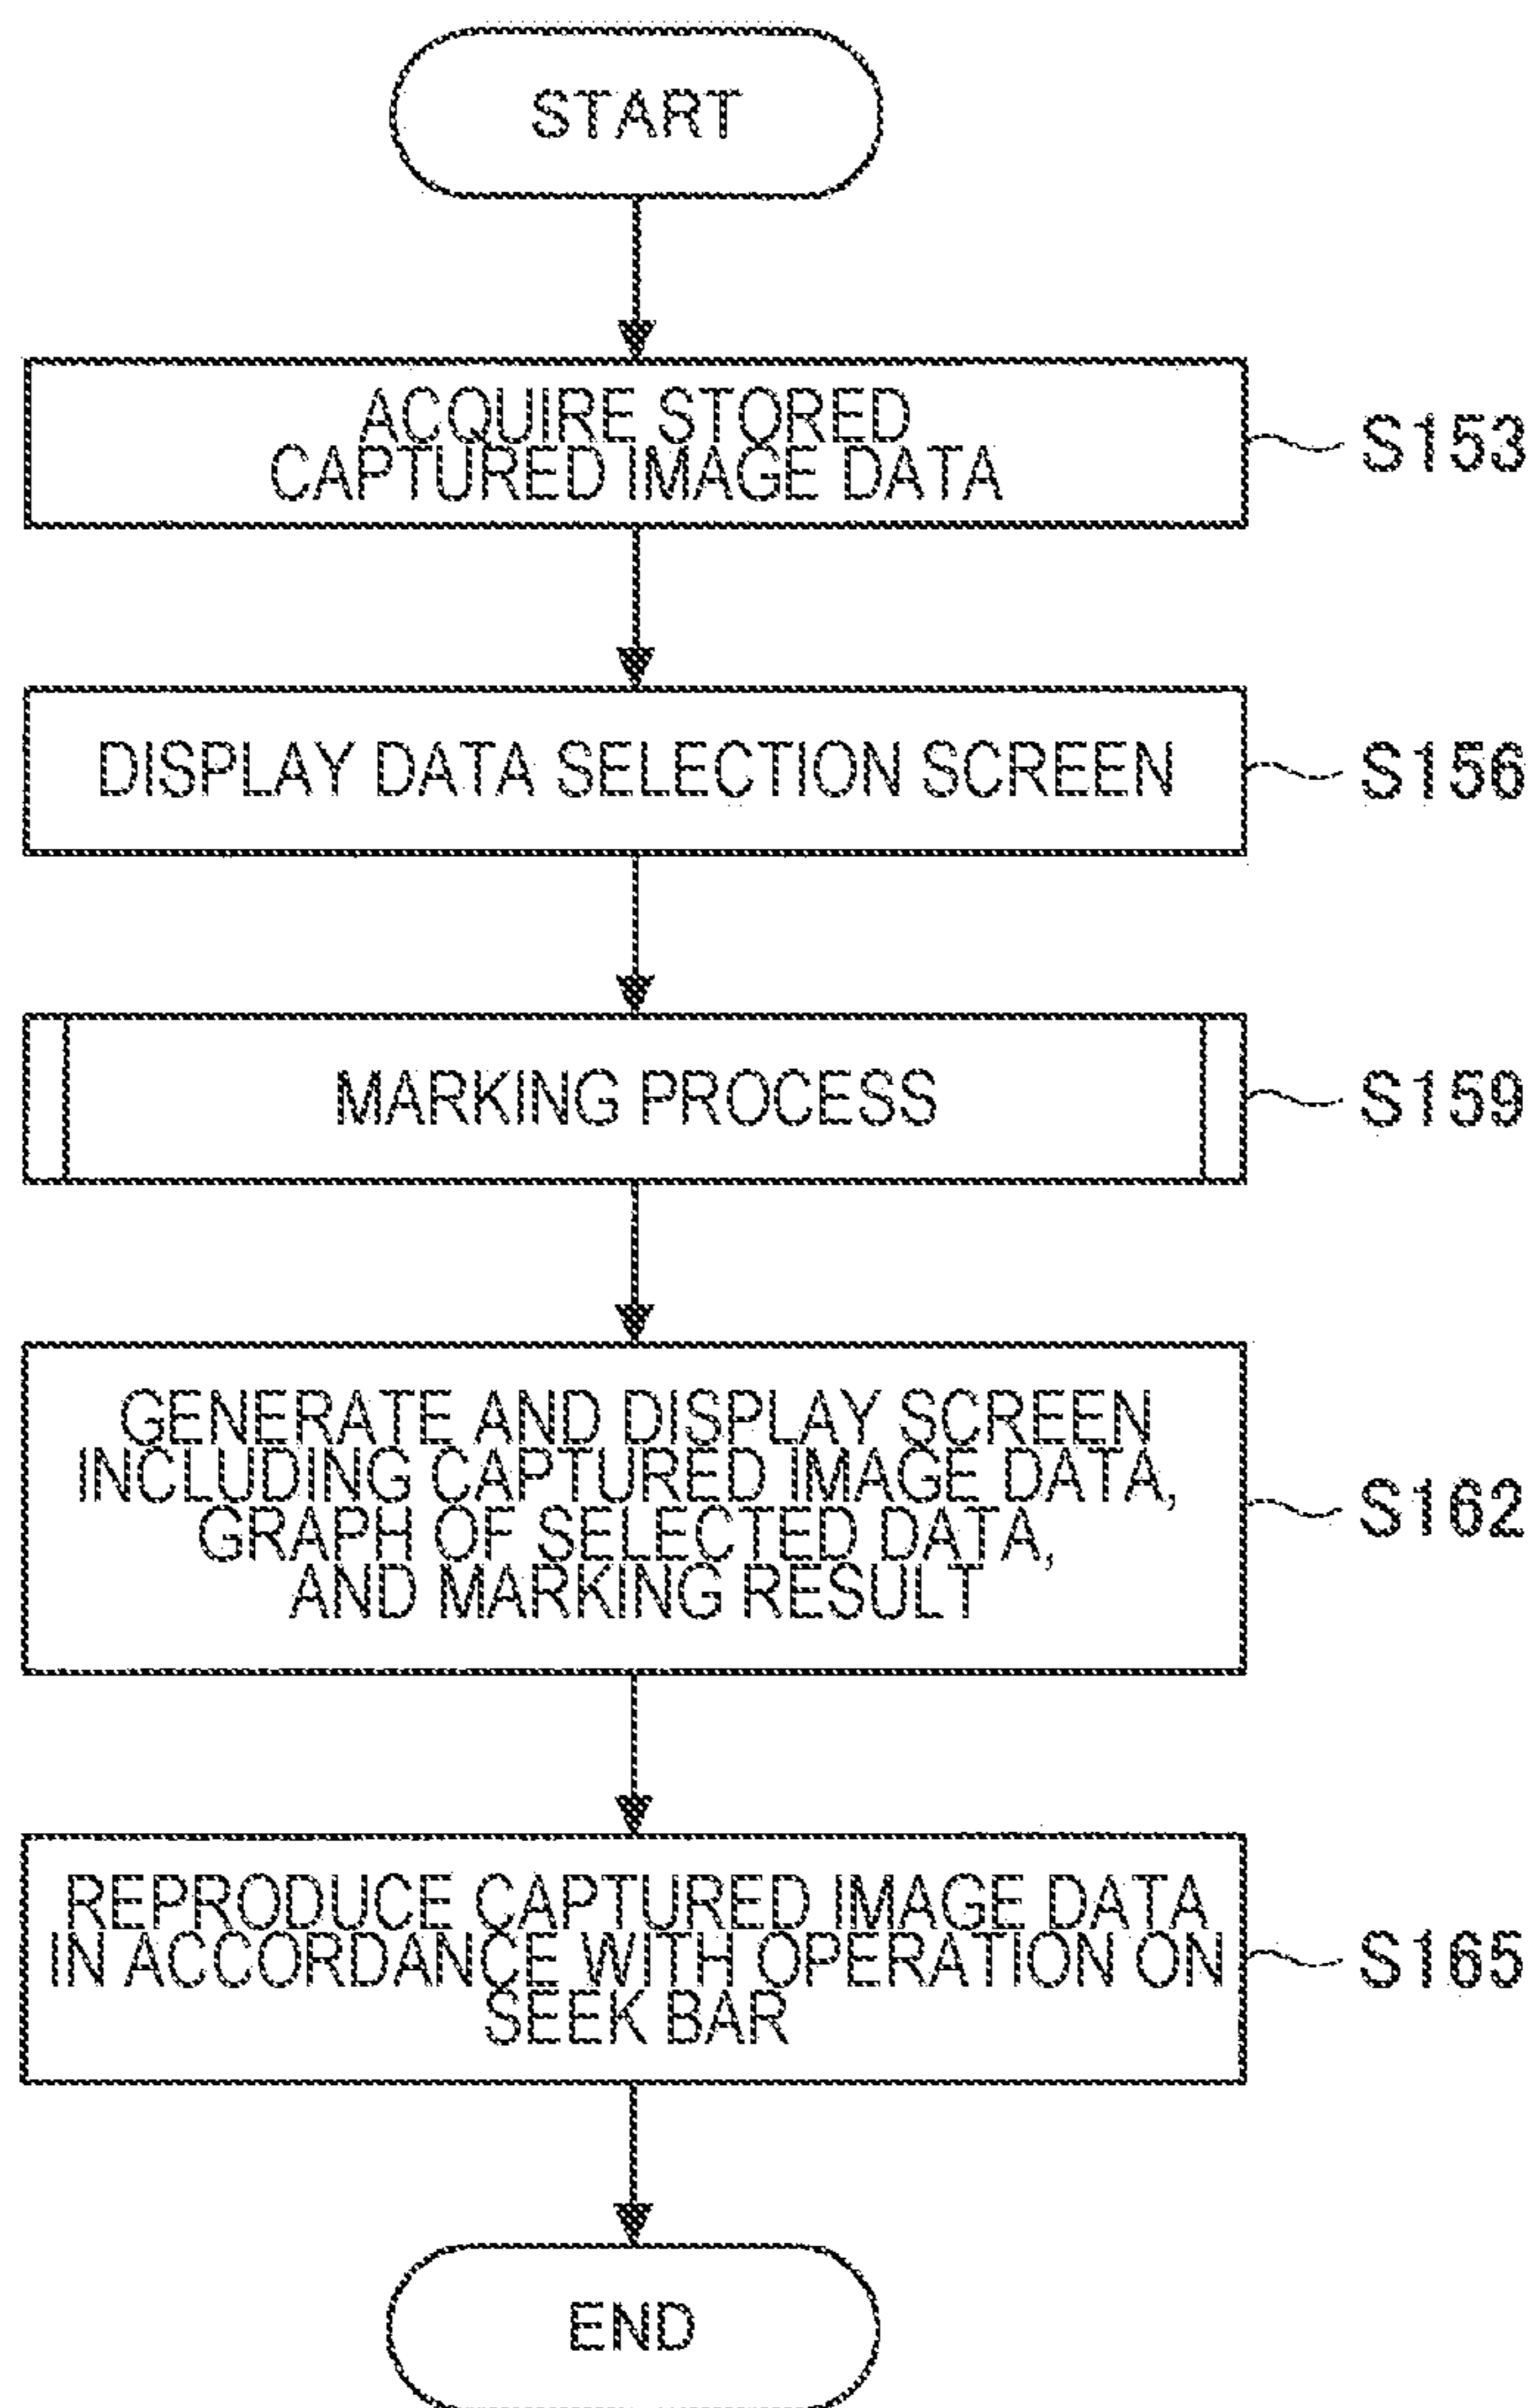 START
ACQUIRE STORED
CAPTURED IMAGE DATA
S153
DISPLAY DATA SELECTION SCREEN
S156
MARKING PROCESS
S159
GENERATE AND DISPLAY SCREEN
INCLUDING CAPTURED IMAGE DATA,
GRAPH OF SELECTED DATA,
AND MARKING RESULT
S162
REPRODUCE CAPTURED IMAGE DATA
IN ACCORDANCE WITH OPERATION ON
SEEK BAR
S165
END